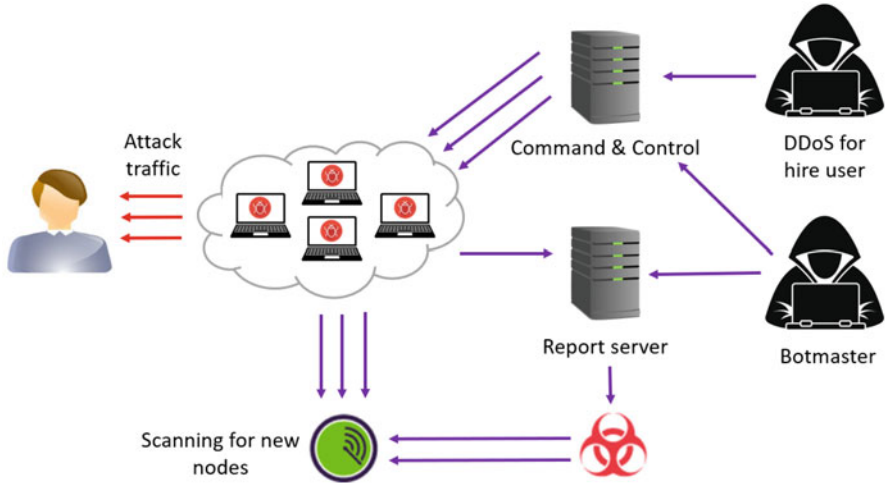 Attack
traffic
Command & Control
DDoS for
hire user
Report server
Botmaster
Scanning for new
nodes